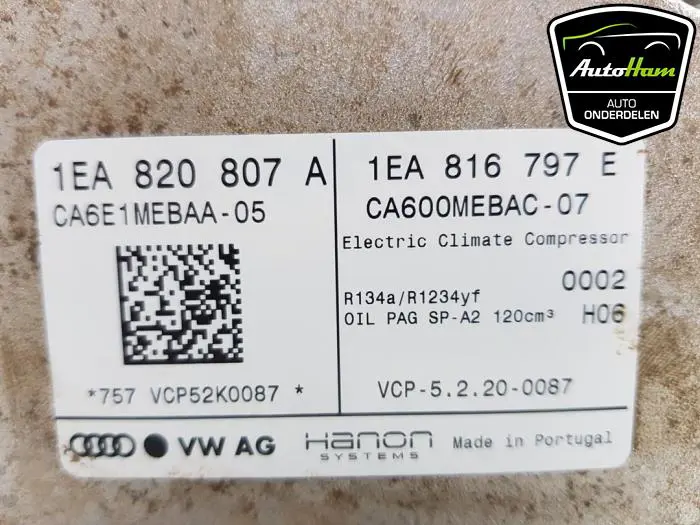 AutoHam
AUTO
ONDERDELEN
1EA 820 807 A
CA6E1MEBAA-05
*757 VCP52K0087 *
1EA 816 797 E
CA600MEBAC-07
Electric Climate Compressor
0002
R134a/R1234yf
OIL PAG SP-A2 120cm³ H06
VCP-5.2.20-0087
VW AG
Hanon
SYSTEMS
Made in Portugal